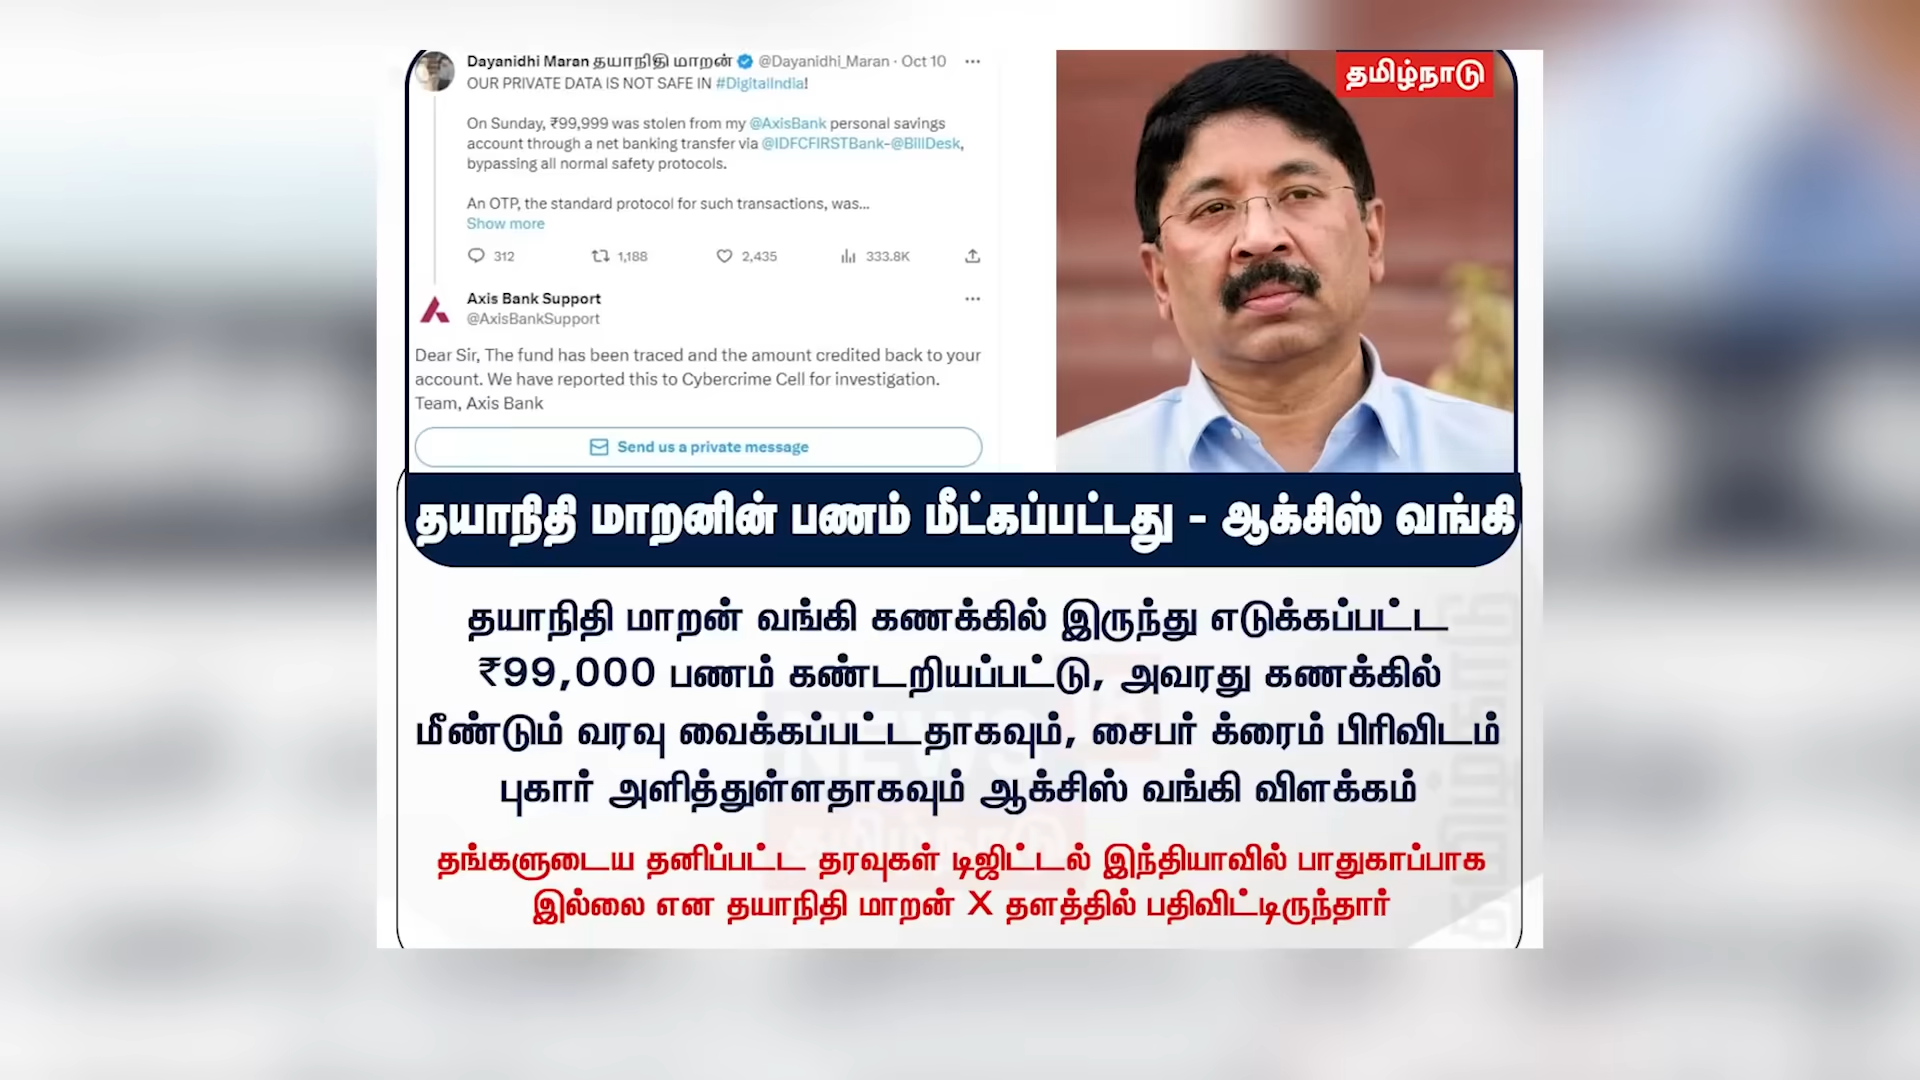 Dayanidhi Maran தயாநிதி மாறன் @Dayanidhi_Maran · Oct 10
OUR PRIVATE DATA IS NOT SAFE IN #DigitalIndia!
On Sunday, ₹99,999 was stolen from my @AxisBank personal savings
account through a net banking transfer via @IDFCFIRSTBank-@BillDesk,
bypassing all normal safety protocols.
An OTP, the standard protocol for such transactions, was...
Show more
312 1,188 2,435 333.8K
Axis Bank Support
@AxisBankSupport
Dear Sir, The fund has been traced and the amount credited back to your
account. We have reported this to Cybercrime Cell for investigation.
Team, Axis Bank
Send us a private message
தமிழ்நாடு
தயாநிதி மாறனின் பணம் மீட்கப்பட்டது - ஆக்சிஸ் வங்கி
தயாநிதி மாறன் வங்கி கணக்கில் இருந்து எடுக்கப்பட்ட
₹99,000 பணம் கண்டறியப்பட்டு, அவரது கணக்கில்
மீண்டும் வரவு வைக்கப்பட்டதாகவும், சைபர் க்ரைம் பிரிவிடம்
புகார் அளித்துள்ளதாகவும் ஆக்சிஸ் வங்கி விளக்கம்
தங்களுடைய தனிப்பட்ட தரவுகள் டிஜிட்டல் இந்தியாவில் பாதுகாப்பாக
இல்லை என தயாநிதி மாறன் X தளத்தில் பதிவிட்டிருந்தார்
NEWS 18
தமிழ்நாடு
தமிழ்நாடு